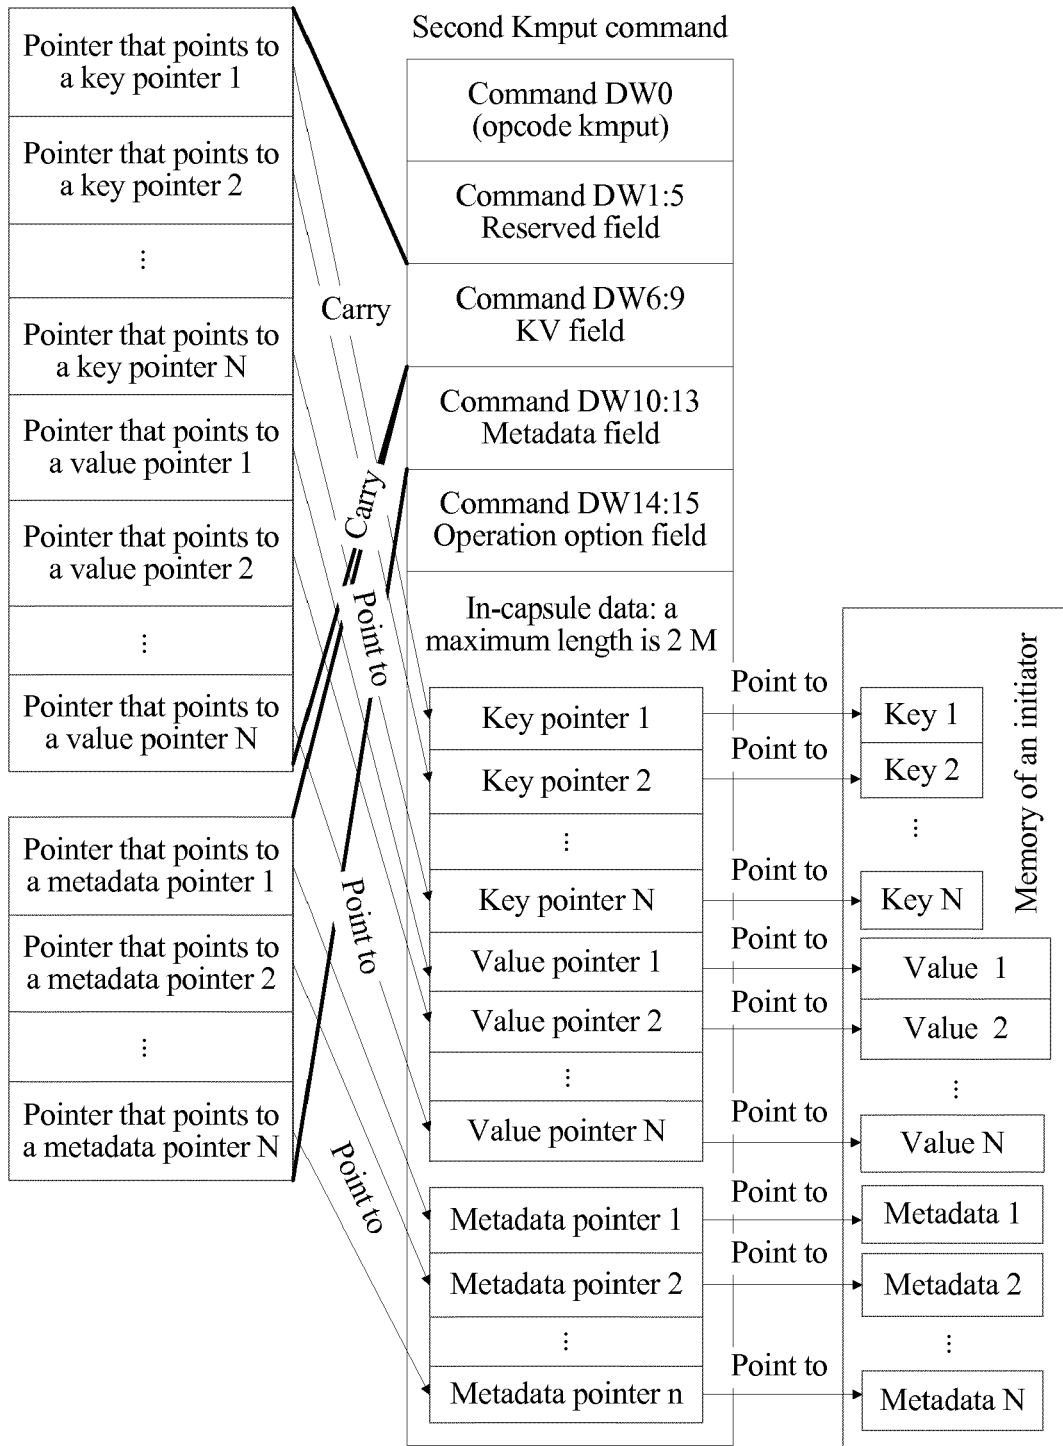 Pointer that points to
a key pointer 1
Pointer that points to
a key pointer 2
⋮
Pointer that points to
a key pointer N
Pointer that points to
a value pointer 1
Pointer that points to
a value pointer 2
⋮
Pointer that points to
a value pointer N
Pointer that points to
a metadata pointer 1
Pointer that points to
a metadata pointer 2
⋮
Pointer that points to
a metadata pointer N
Carry
Carry
Point to
Point to
Point to
Second Kmput command
Command DW0
(opcode kmput)
Command DW1:5
Reserved field
Command DW6:9
KV field
Command DW10:13
Metadata field
Command DW14:15
Operation option field
In-capsule data: a
maximum length is 2 M
Key pointer 1
Key pointer 2
⋮
Key pointer N
Value pointer 1
Value pointer 2
⋮
Value pointer N
Metadata pointer 1
Metadata pointer 2
⋮
Metadata pointer n
Point to
Point to
Point to
Point to
Point to
Point to
Point to
Point to
Point to
Memory of an initiator
Key 1
Key 2
⋮
Key N
Value 1
Value 2
⋮
Value N
Metadata 1
Metadata 2
⋮
Metadata N